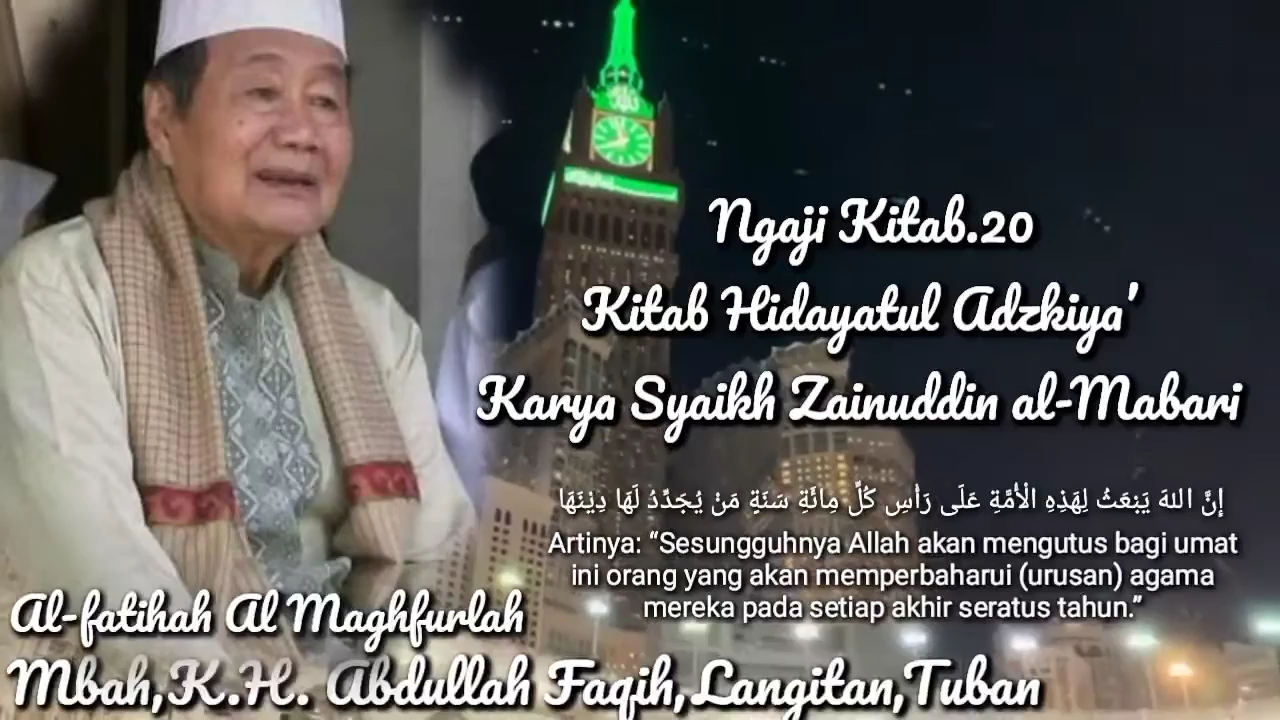 Ngaji Kitab.20
Kitab Hidayatul Adzkiya'
Karya Syaikh Zainuddin al-Mabari
إِنَّ اللهَ يَبْعَثُ لِهَذِهِ الْأُمَّةِ عَلَى رَأْسِ كُلِّ مِائَةِ سَنَةٍ مَنْ يُجَدِّدُ لَهَا دِيْنَهَا
Artinya: “Sesungguhnya Allah akan mengutus bagi umat
ini orang yang akan memperbaharui (urusan) agama
mereka pada setiap akhir seratus tahun.”
Al-fatihah Al Maghfurlah
Mbah,K.H. Abdullah Faqih,Langitan,Tuban